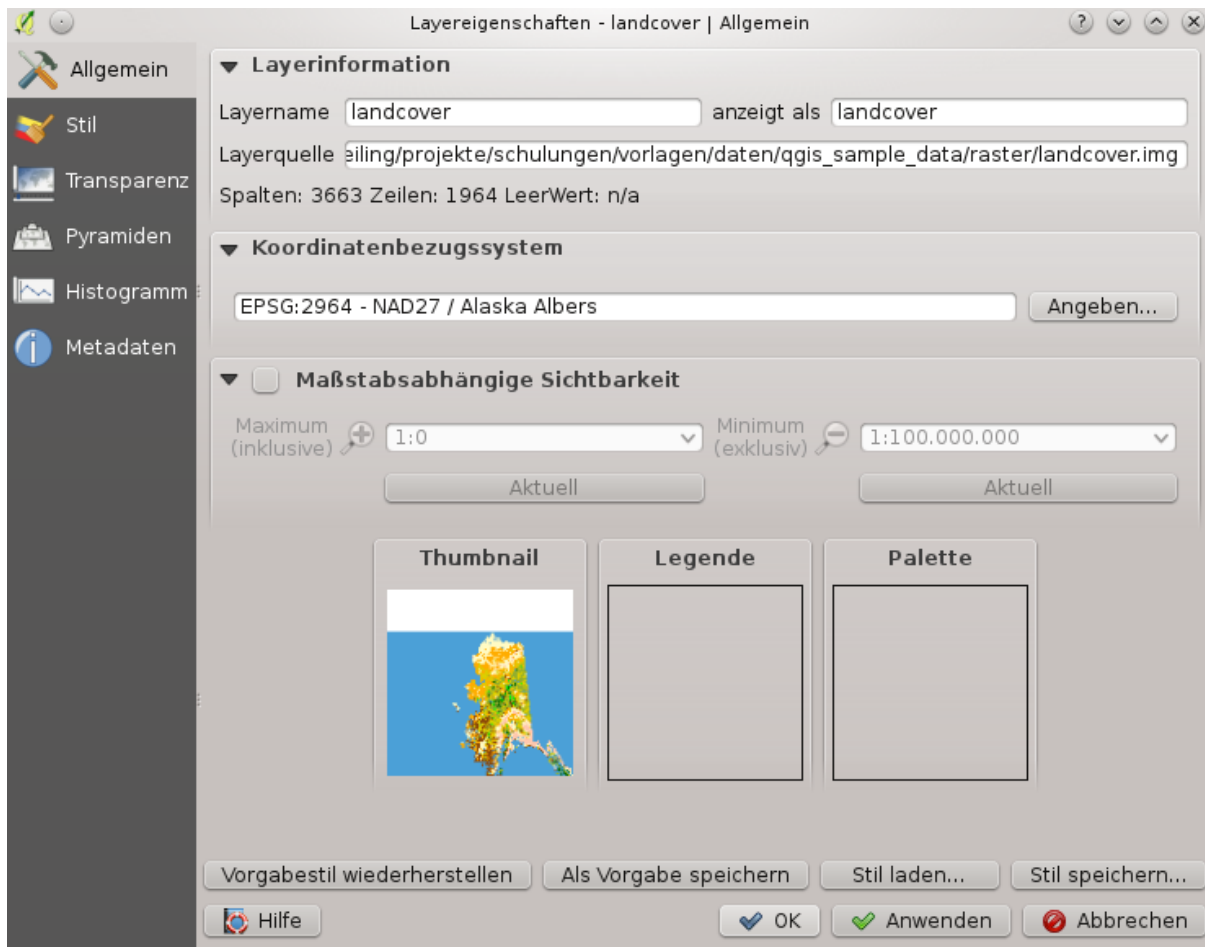 Layereigenschaften - landcover | Allgemein
Allgemein
Stil
Transparenz
Pyramiden
Histogramm
Metadaten
Layerinformation
Layername landcover anzeigt als landcover
Layerquelle eiling/projekte/schulungen/vorlagen/daten/qgis_sample_data/raster/landcover.img
Spalten: 3663 Zeilen: 1964 LeerWert: n/a
Koordinatenbezugssystem
EPSG:2964 - NAD27 / Alaska Albers Angeben...
Maßstabsabhängige Sichtbarkeit
Maximum (inklusive) 1:0 Minimum (exklusiv) 1:100.000.000
Aktuell Aktuell
Thumbnail Legende Palette
Vorgabestil wiederherstellen Als Vorgabe speichern Stil laden... Stil speichern...
Hilfe OK Anwenden Abbrechen